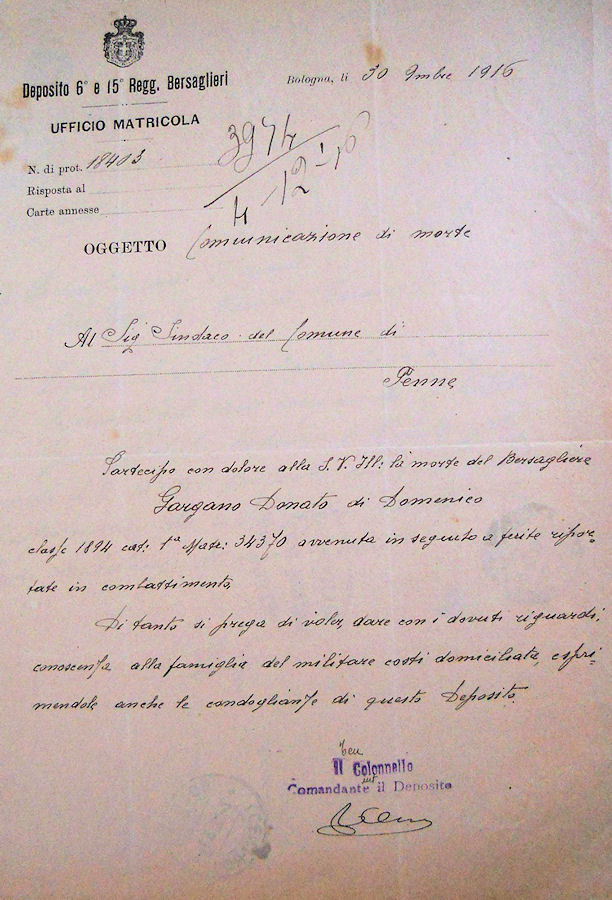 Deposito 6° e 15° Regg. Bersaglieri
Bologna, li 30 9mbre 1916
UFFICIO MATRICOLA
N. di prot. 18403
3974
Risposta al
4-12-16
Carte annesse
OGGETTO Comunicazione di morte
Al Sig Sindaco del Comune di
Penne
Partecipo con dolore alla S.V. Ill: la morte del Bersagliere
Gargano Donato di Domenico
classe 1894 cat: 1a Matr: 34370 avvenuta in seguito a ferite ripor-
tate in combattimento.
Di tanto si prega di voler dare con i dovuti riguardi,
conoscenza alla famiglia del militare costì domiciliata, espri-
mendole anche le condoglianze di questo Deposito.
Ten
Il Colonnello
Comandante int il Deposito